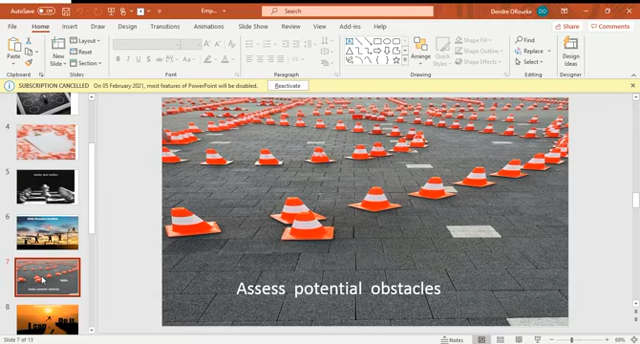 AutoSave Off
Emp...
Search
Deirdre ORourke
DO
File Home Insert Draw Design Transitions Animations Slide Show Review View Add-ins Help
Share Comments
Paste
New Slide
Layout
Reset
Section
Shape Fill
Shape Outline
Shape Effects
Arrange
Quick Styles
Find
Replace
Select
Design Ideas
Clipboard Slides Font Paragraph Drawing Editing Designer
SUBSCRIPTION CANCELLED On 05 February 2021, most features of PowerPoint will be disabled. Reactivate
4
5
6
7
8
Assess potential obstacles
Slide 7 of 13
Notes
68%